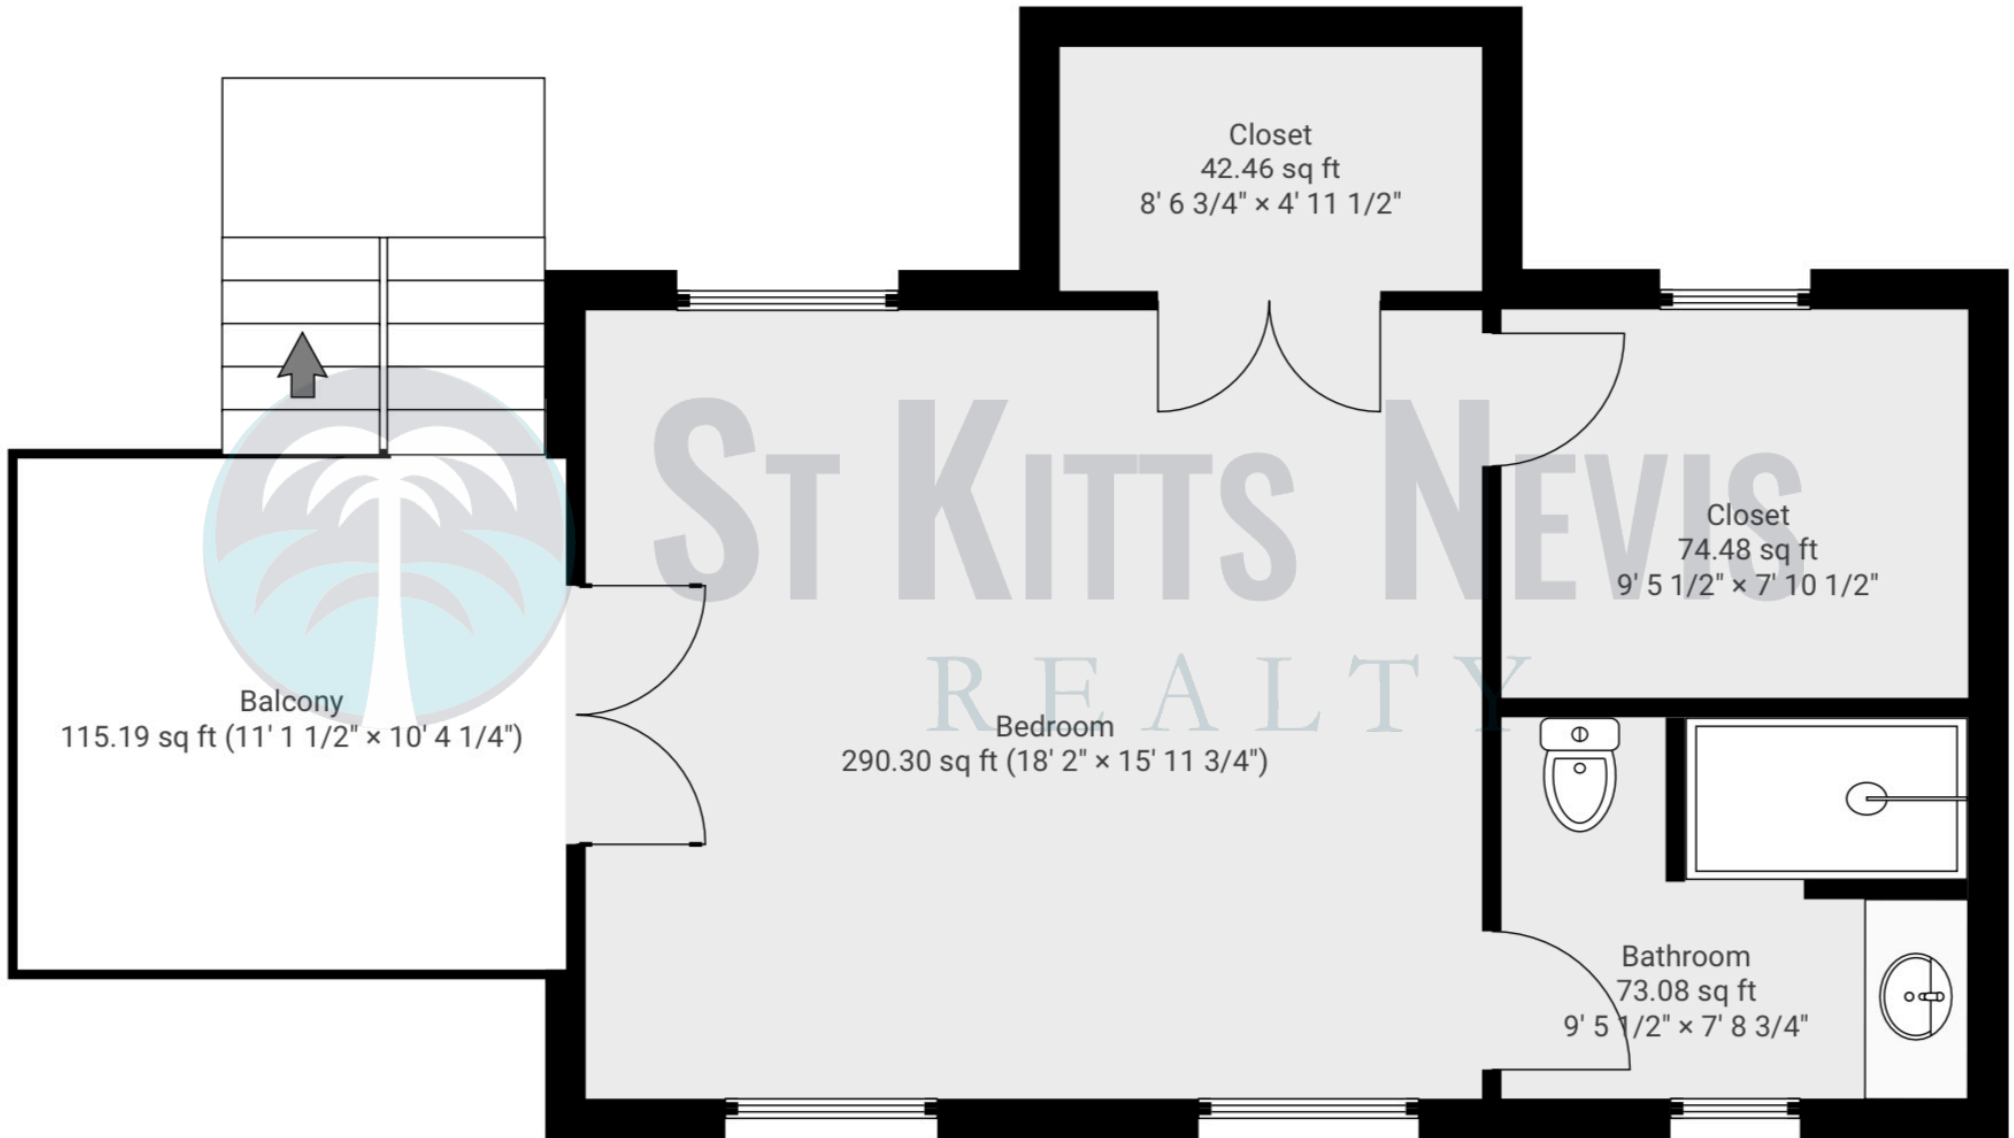 Closet
42.46 sq ft
8' 6 3/4" × 4' 11 1/2"
ST KITTS NEVIS
REALTY
Closet
74.48 sq ft
9' 5 1/2" × 7' 10 1/2"
Balcony
115.19 sq ft (11' 1 1/2" × 10' 4 1/4")
Bedroom
290.30 sq ft (18' 2" × 15' 11 3/4")
Bathroom
73.08 sq ft
9' 5 1/2" × 7' 8 3/4"